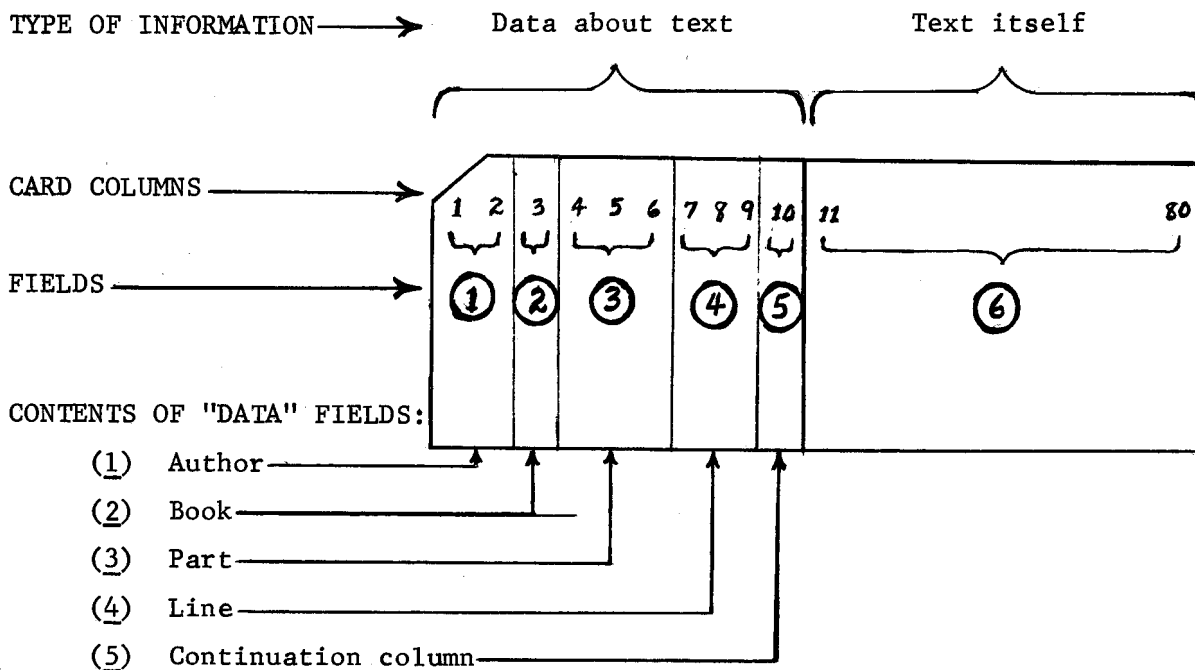 TYPE OF INFORMATION Data about text Text itself
CARD COLUMNS 1 2 3 4 5 6 7 8 9 10 11 80
FIELDS 1 2 3 4 5 6
CONTENTS OF "DATA" FIELDS:
(1) Author
(2) Book
(3) Part
(4) Line
(5) Continuation column